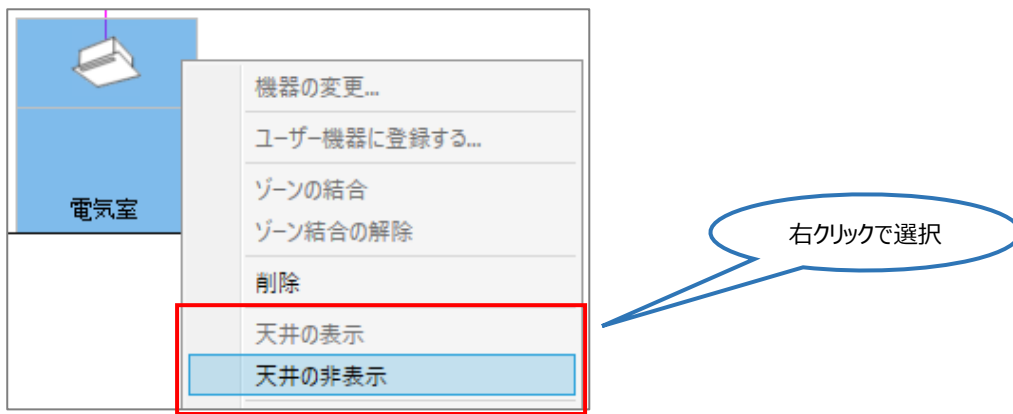 機器の変更...
ユーザー機器に登録する...
ゾーンの結合
電気室
ゾーン結合の解除
右クリックで選択
削除
天井の表示
天井の非表示